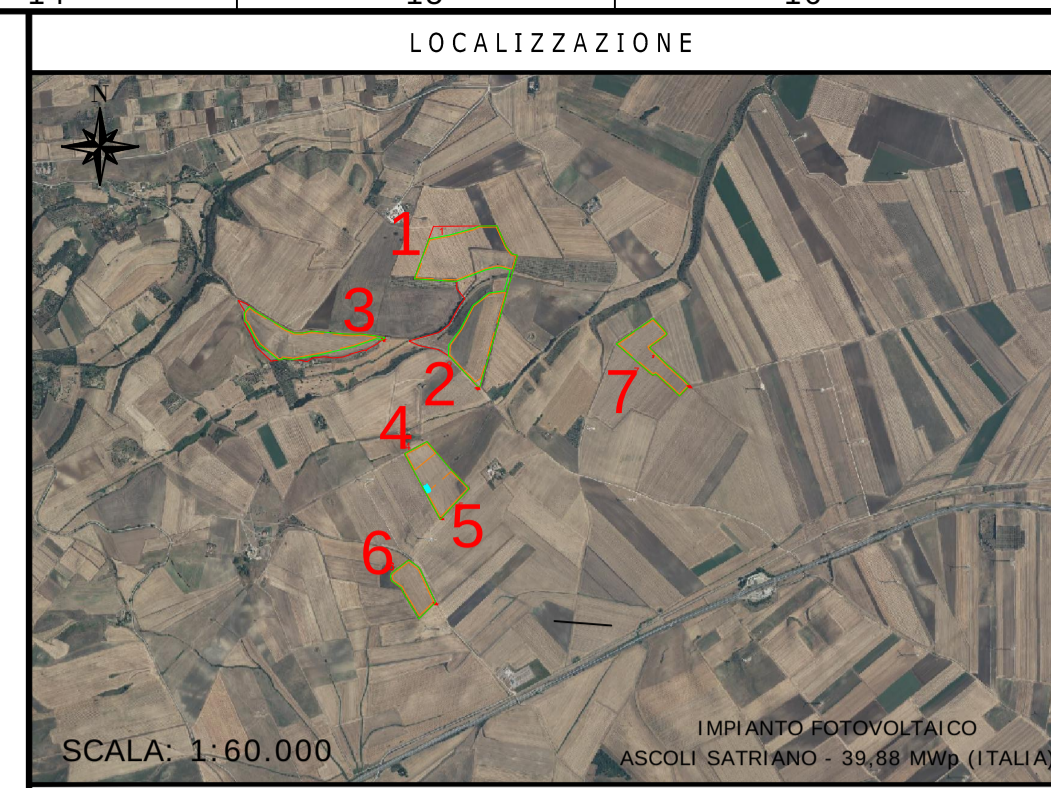 LOCALIZZAZIONE
N
1
3
2
7
4
5
6
IMPIANTO FOTOVOLTAICO
SCALA: 1:60.000
ASCOLI SATRIANO - 39,88 MWp (ITALIA)